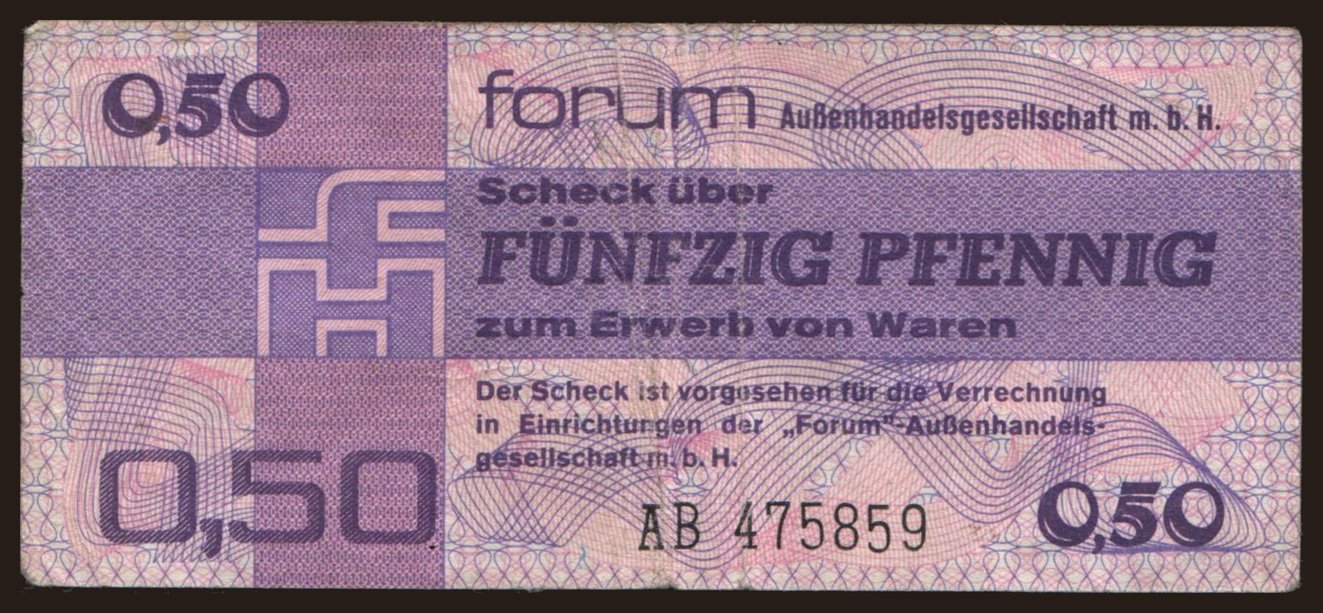 0,50
forum Außenhandelsgesellschaft m. b. H.
Scheck über
FÜNFZIG PFENNIG
zum Erwerb von Waren
Der Scheck ist vorgesehen für die Verrechnung
in Einrichtungen der „Forum"-Außenhandels-
gesellschaft m. b. H.
0,50
AB 475859
0,50